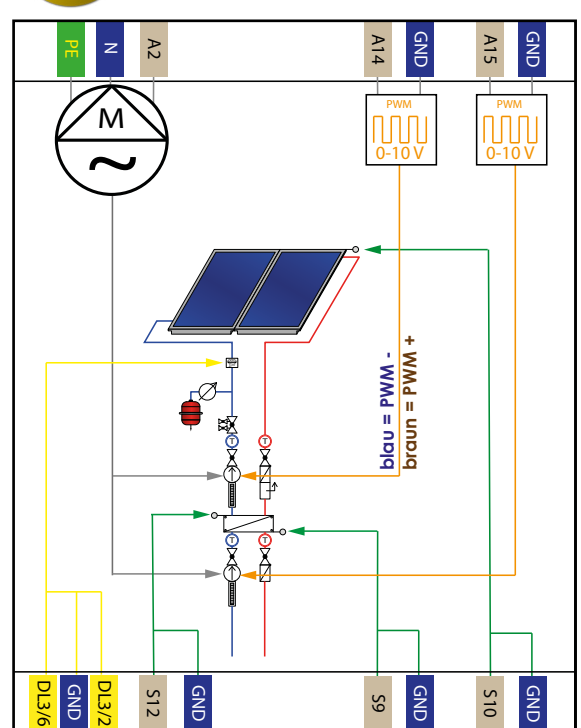 PE
N
A2
A14
GND
A15
GND
M
~
PWM
0-10 V
PWM
0-10 V
blau = PWM -
braun = PWM +
T
T
T
T
DL3/6
GND
DL3/2
S12
GND
S9
GND
S10
GND